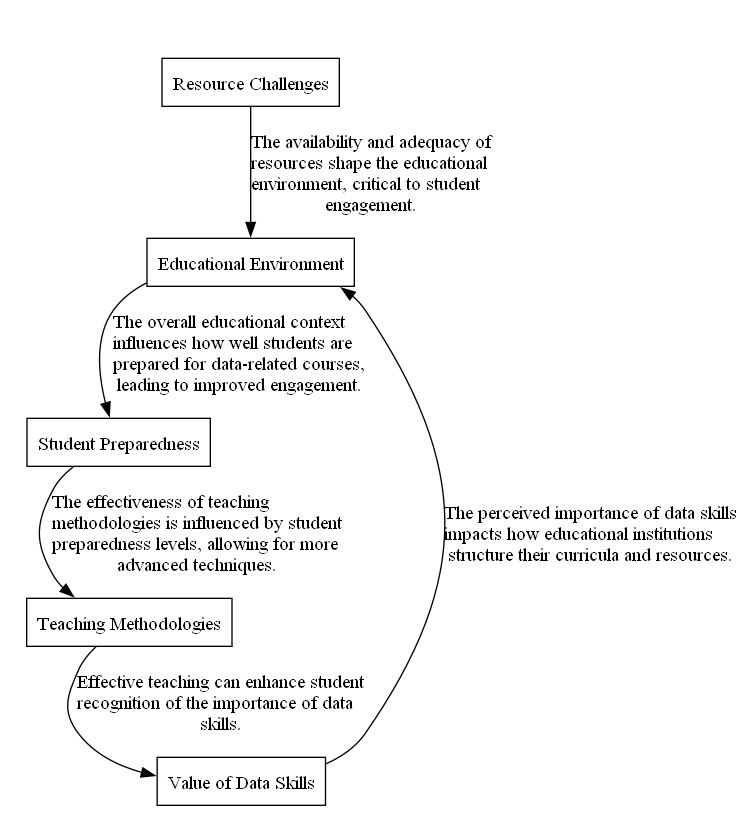 Resource Challenges
The availability and adequacy of
resources shape the educational
environment, critical to student
engagement.
Educational Environment
The overall educational context
influences how well students are
prepared for data-related courses,
leading to improved engagement.
Student Preparedness
The effectiveness of teaching
methodologies is influenced by student
preparedness levels, allowing for more
advanced techniques.
The perceived importance of data skills
impacts how educational institutions
structure their curricula and resources.
Teaching Methodologies
Effective teaching can enhance student
recognition of the importance of data
skills.
Value of Data Skills